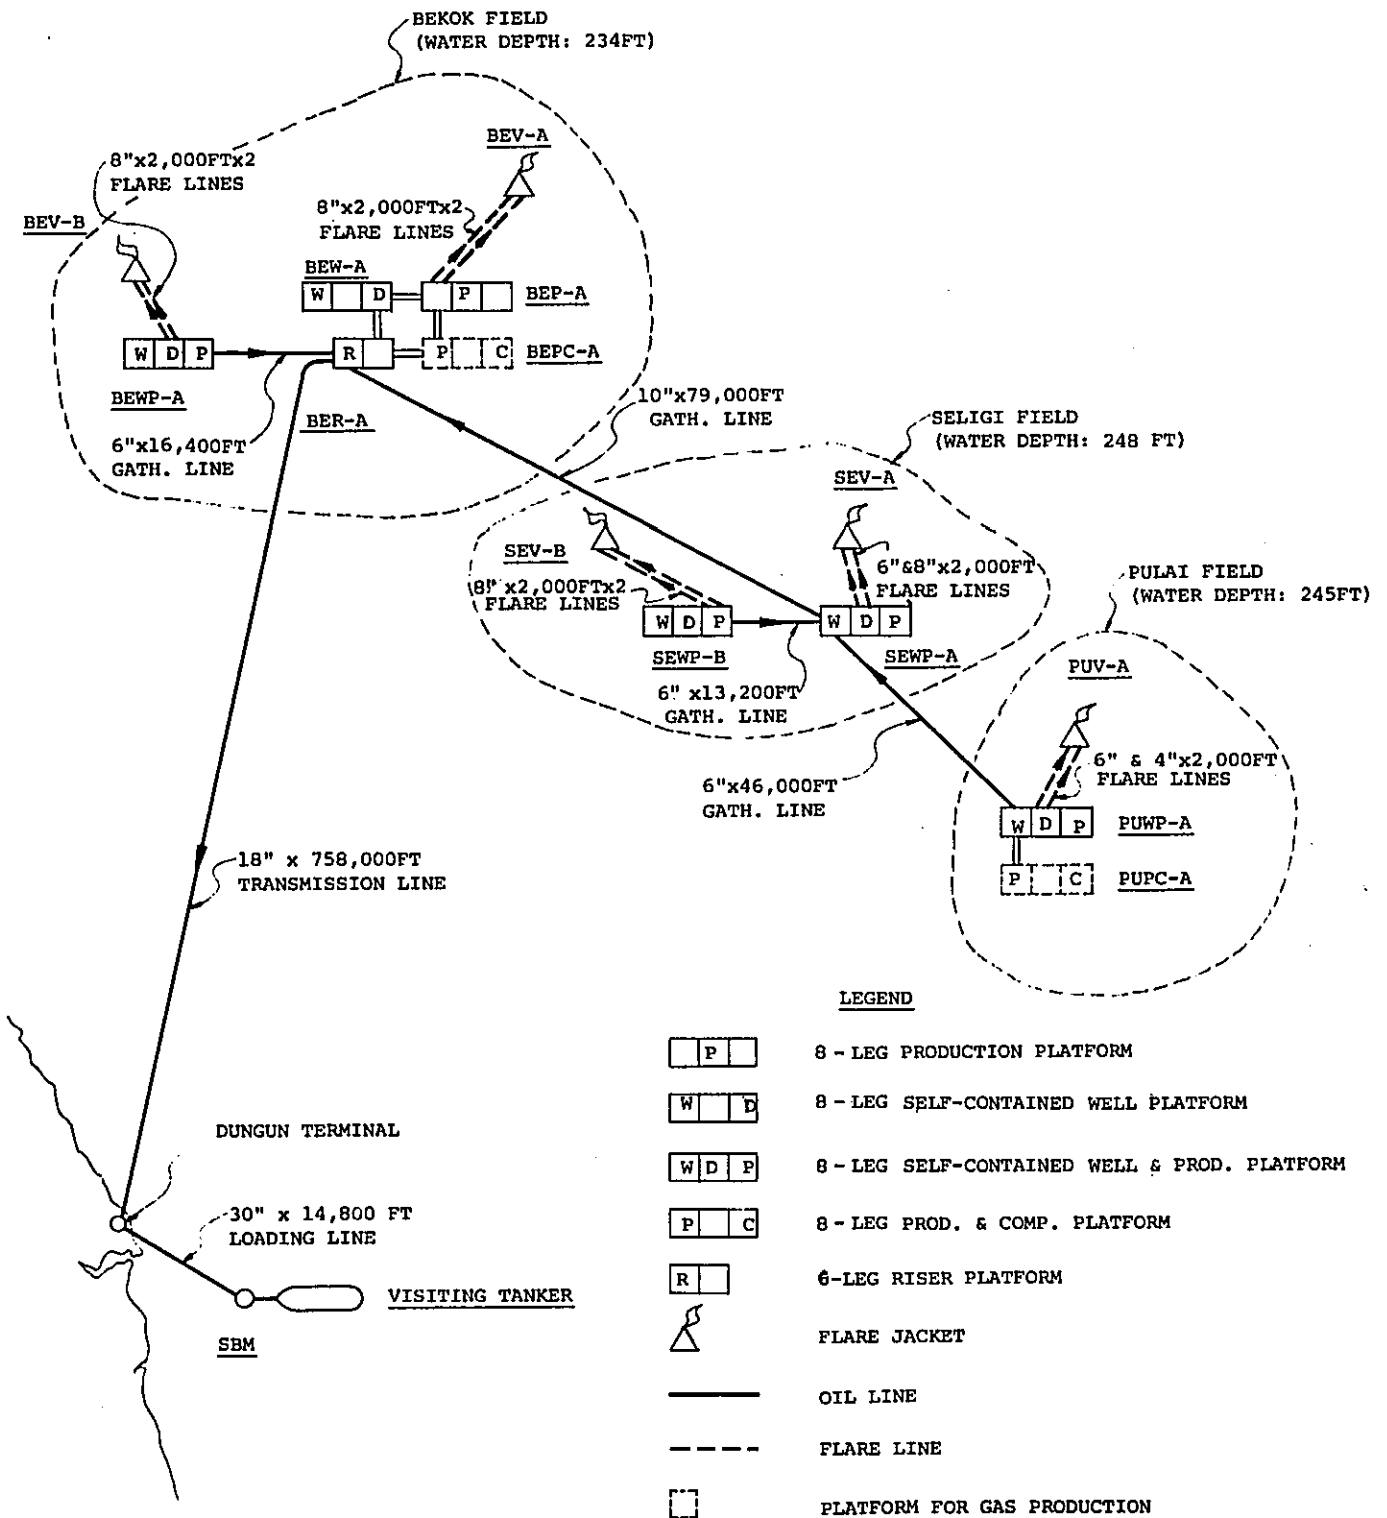 BEKOK FIELD
(WATER DEPTH: 234FT)
BEV-A
8"x2,000FTx2
FLARE LINES
8"x2,000FTx2
FLARE LINES
BEV-B
BEW-A
W D
P
BEP-A
W D P
R
P C
BEPC-A
BEWP-A
BER-A
6"x16,400FT
GATH. LINE
10"x79,000FT
GATH. LINE
SELIGI FIELD
(WATER DEPTH: 248 FT)
SEV-A
SEV-B
6"&8"x2,000FT
FLARE LINES
8"x2,000FTx2
FLARE LINES
PULAI FIELD
(WATER DEPTH: 245FT)
W D P
W D P
SEWP-B
SEWP-A
6" x13,200FT
GATH. LINE
PUV-A
6" & 4"x2,000FT
FLARE LINES
6"x46,000FT
GATH. LINE
W D P
PUWP-A
P C
PUPC-A
18" x 758,000FT
TRANSMISSION LINE
LEGEND
P
8-LEG PRODUCTION PLATFORM
W D
8-LEG SELF-CONTAINED WELL PLATFORM
DUNGUN TERMINAL
W D P
8-LEG SELF-CONTAINED WELL & PROD. PLATFORM
30" x 14,800 FT
LOADING LINE
P C
8-LEG PROD. & COMP. PLATFORM
R
6-LEG RISER PLATFORM
VISITING TANKER
SBM
FLARE JACKET
OIL LINE
FLARE LINE
PLATFORM FOR GAS PRODUCTION